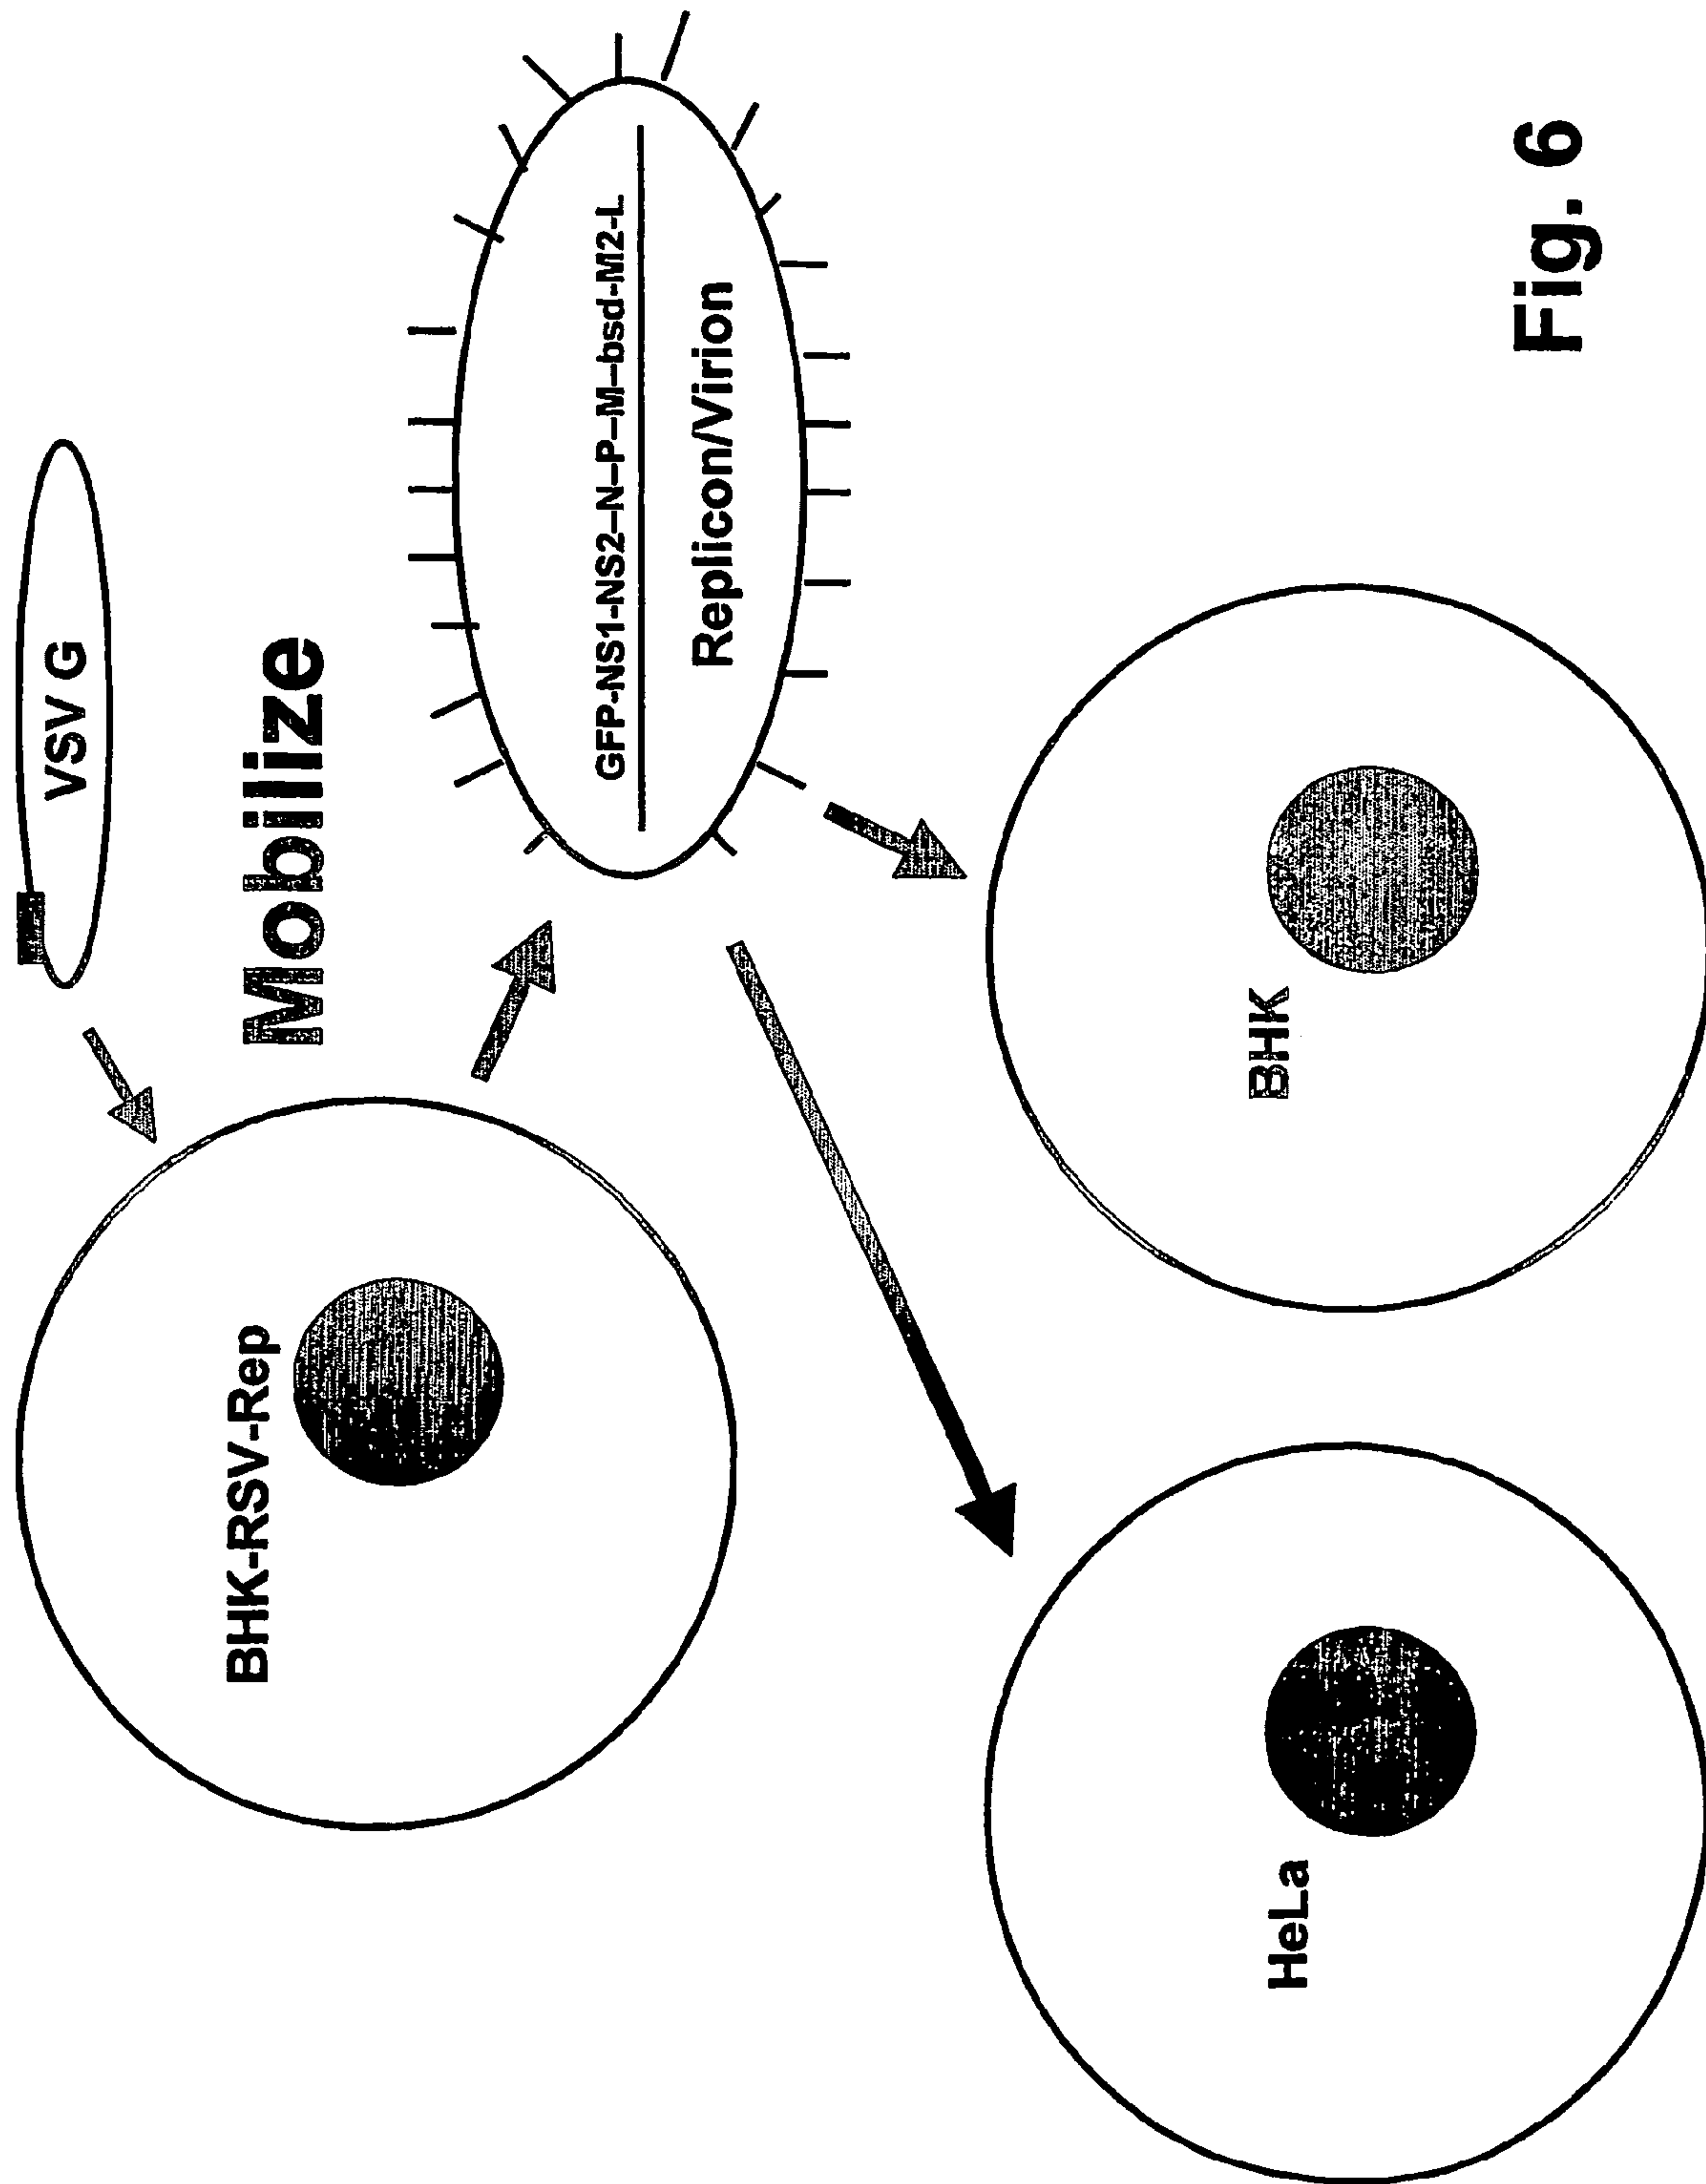 VSV G
BHK-RSV-Rep
Mobilize
GFP-NS1-NS2–N–P–M–bsd-M2-L
Replicon/Virion
HeLa
BHK
Fig. 6